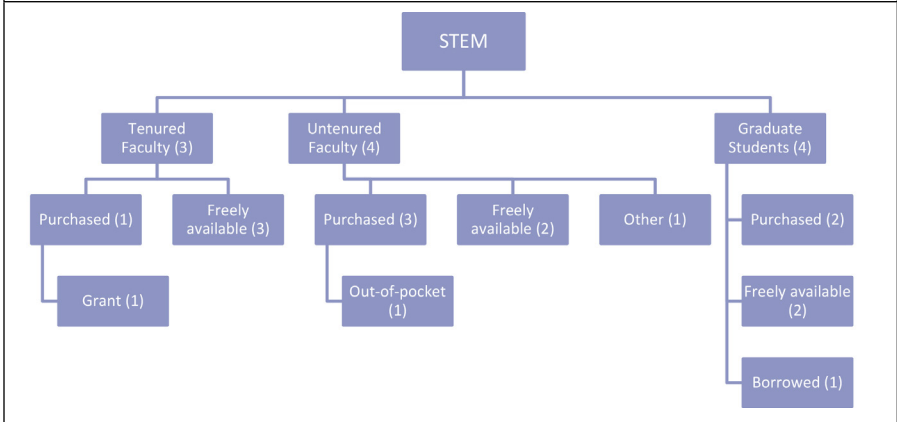 STEM
Tenured
Faculty (3)
Untenured
Faculty (4)
Graduate
Students (4)
Purchased (1)
Freely
available (3)
Purchased (3)
Freely
available (2)
Other (1)
Purchased (2)
Grant (1)
Out-of-pocket
(1)
Freely available
(2)
Borrowed (1)